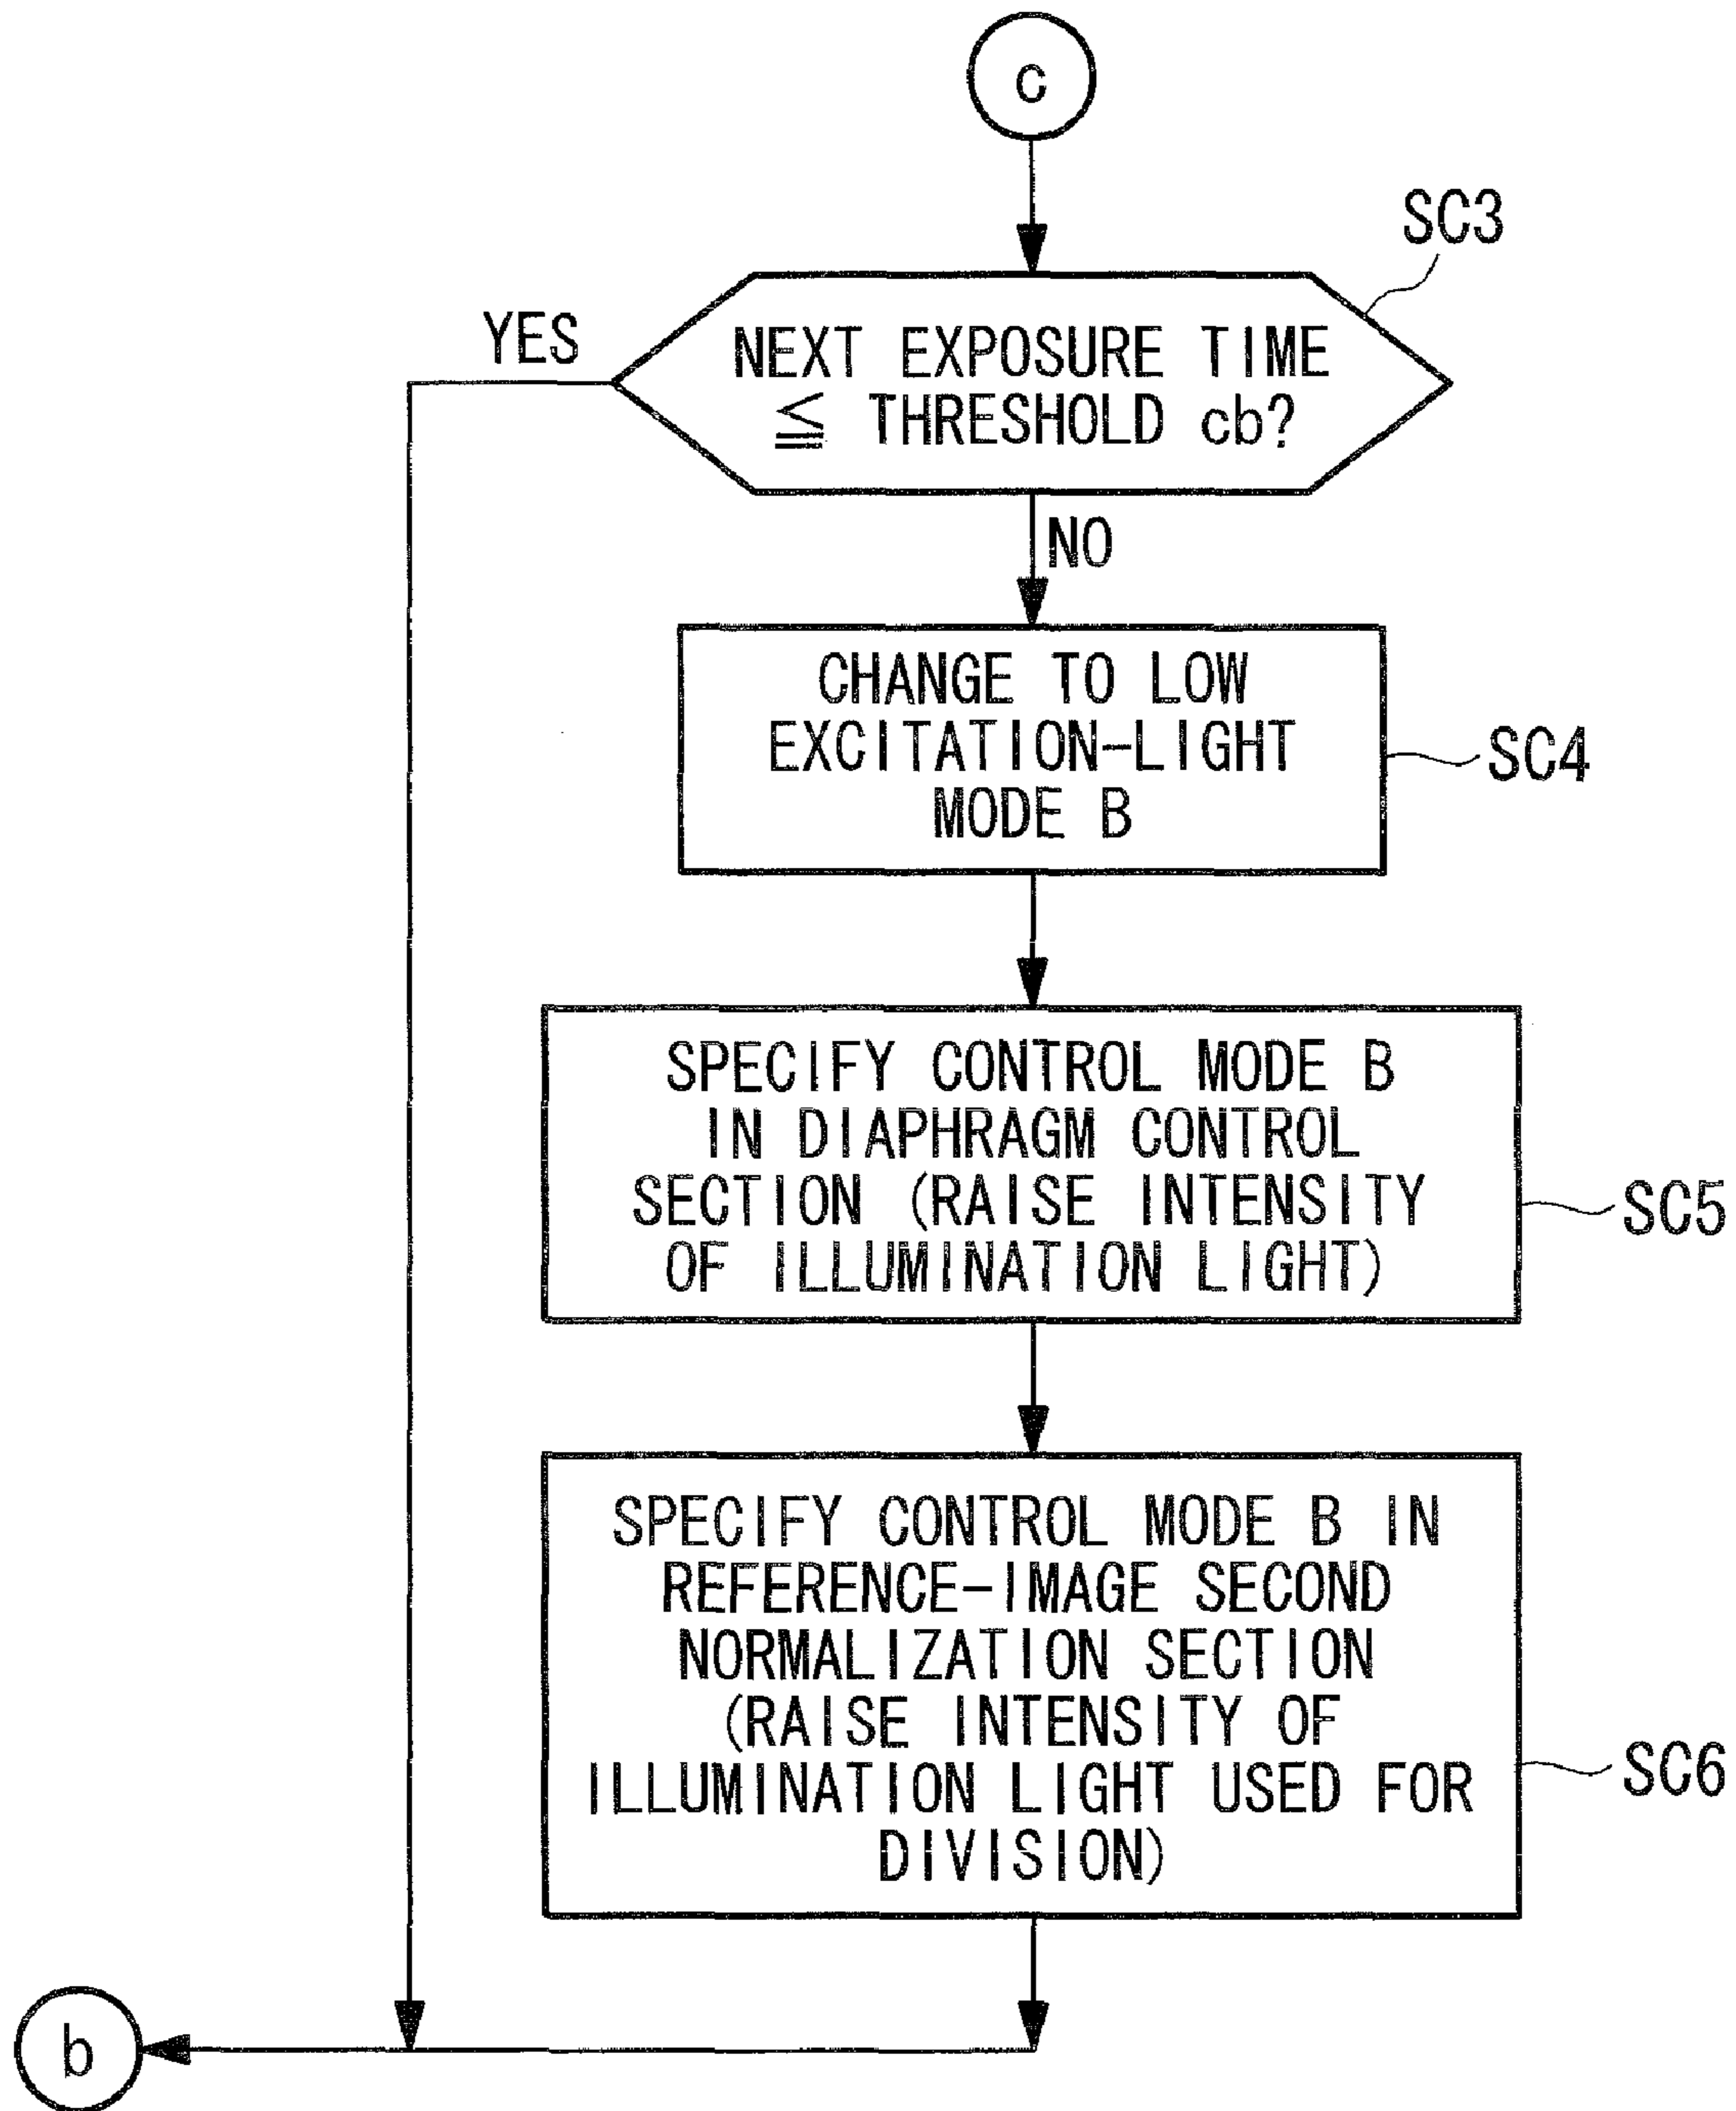 c
SC3
YES
NEXT EXPOSURE TIME
≦ THRESHOLD cb?
NO
CHANGE TO LOW
EXCITATION-LIGHT
MODE B
SC4
SPECIFY CONTROL MODE B
IN DIAPHRAGM CONTROL
SECTION (RAISE INTENSITY
OF ILLUMINATION LIGHT)
SC5
SPECIFY CONTROL MODE B IN
REFERENCE-IMAGE SECOND
NORMALIZATION SECTION
(RAISE INTENSITY OF
ILLUMINATION LIGHT USED FOR
DIVISION)
SC6
b